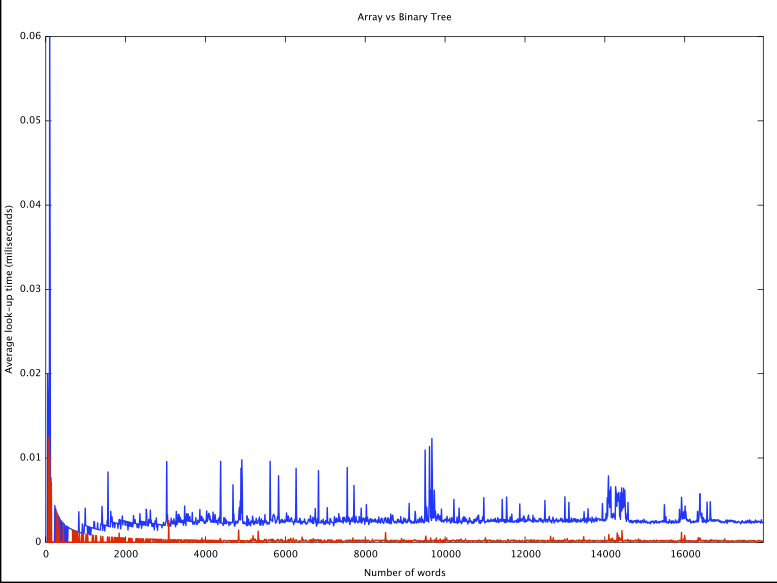 Array vs Binary Tree
0.06
0.05
0.04
0.03
0.02
0.01
0
Average look-up time (miliseconds)
0 2000 4000 6000 8000 10000 12000 14000 16000
Number of words